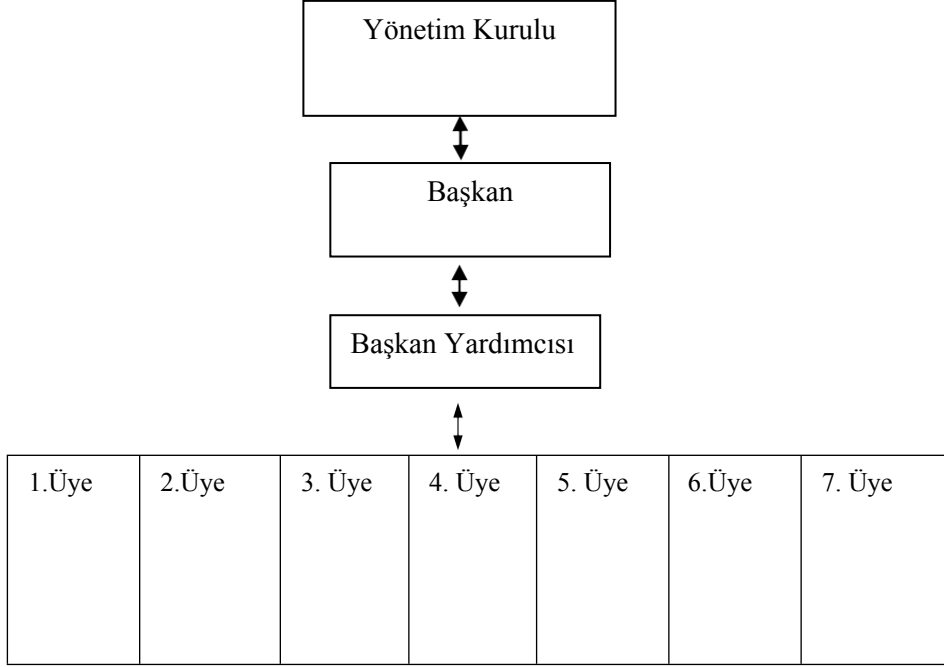 Yönetim Kurulu
Başkan
Başkan Yardımcısı
1.Üye 2.Üye 3. Üye 4. Üye 5. Üye 6.Üye 7. Üye